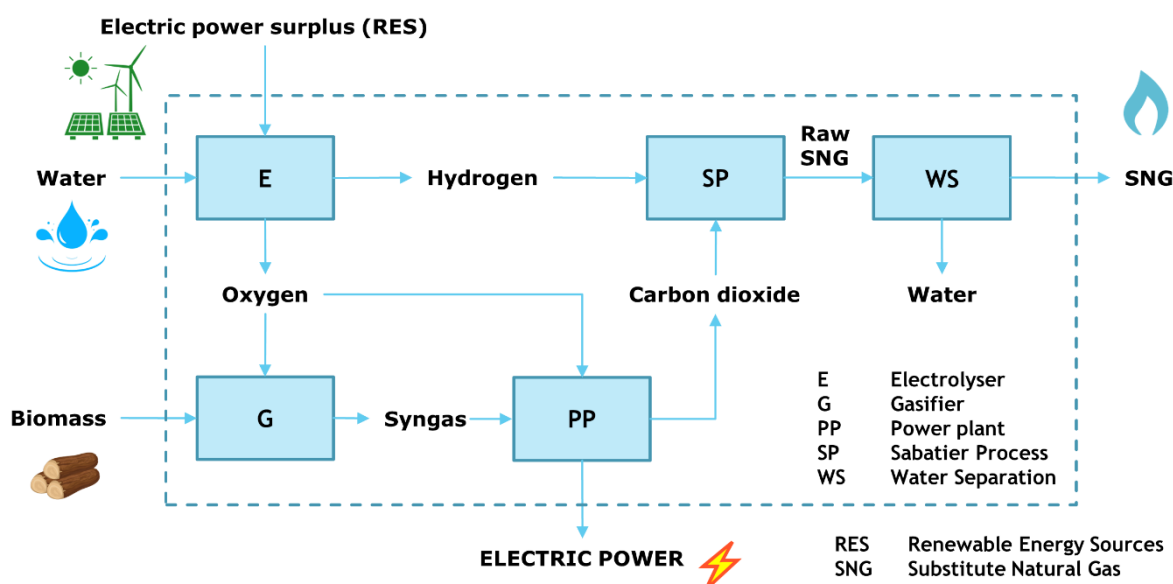 Electric power surplus (RES)
Water
E
Hydrogen
SP
Raw
SNG
WS
SNG
Oxygen
Carbon dioxide
Water
Biomass
G
Syngas
PP
E Electrolyser
G Gasifier
PP Power plant
SP Sabatier Process
WS Water Separation
ELECTRIC POWER
RES Renewable Energy Sources
SNG Substitute Natural Gas